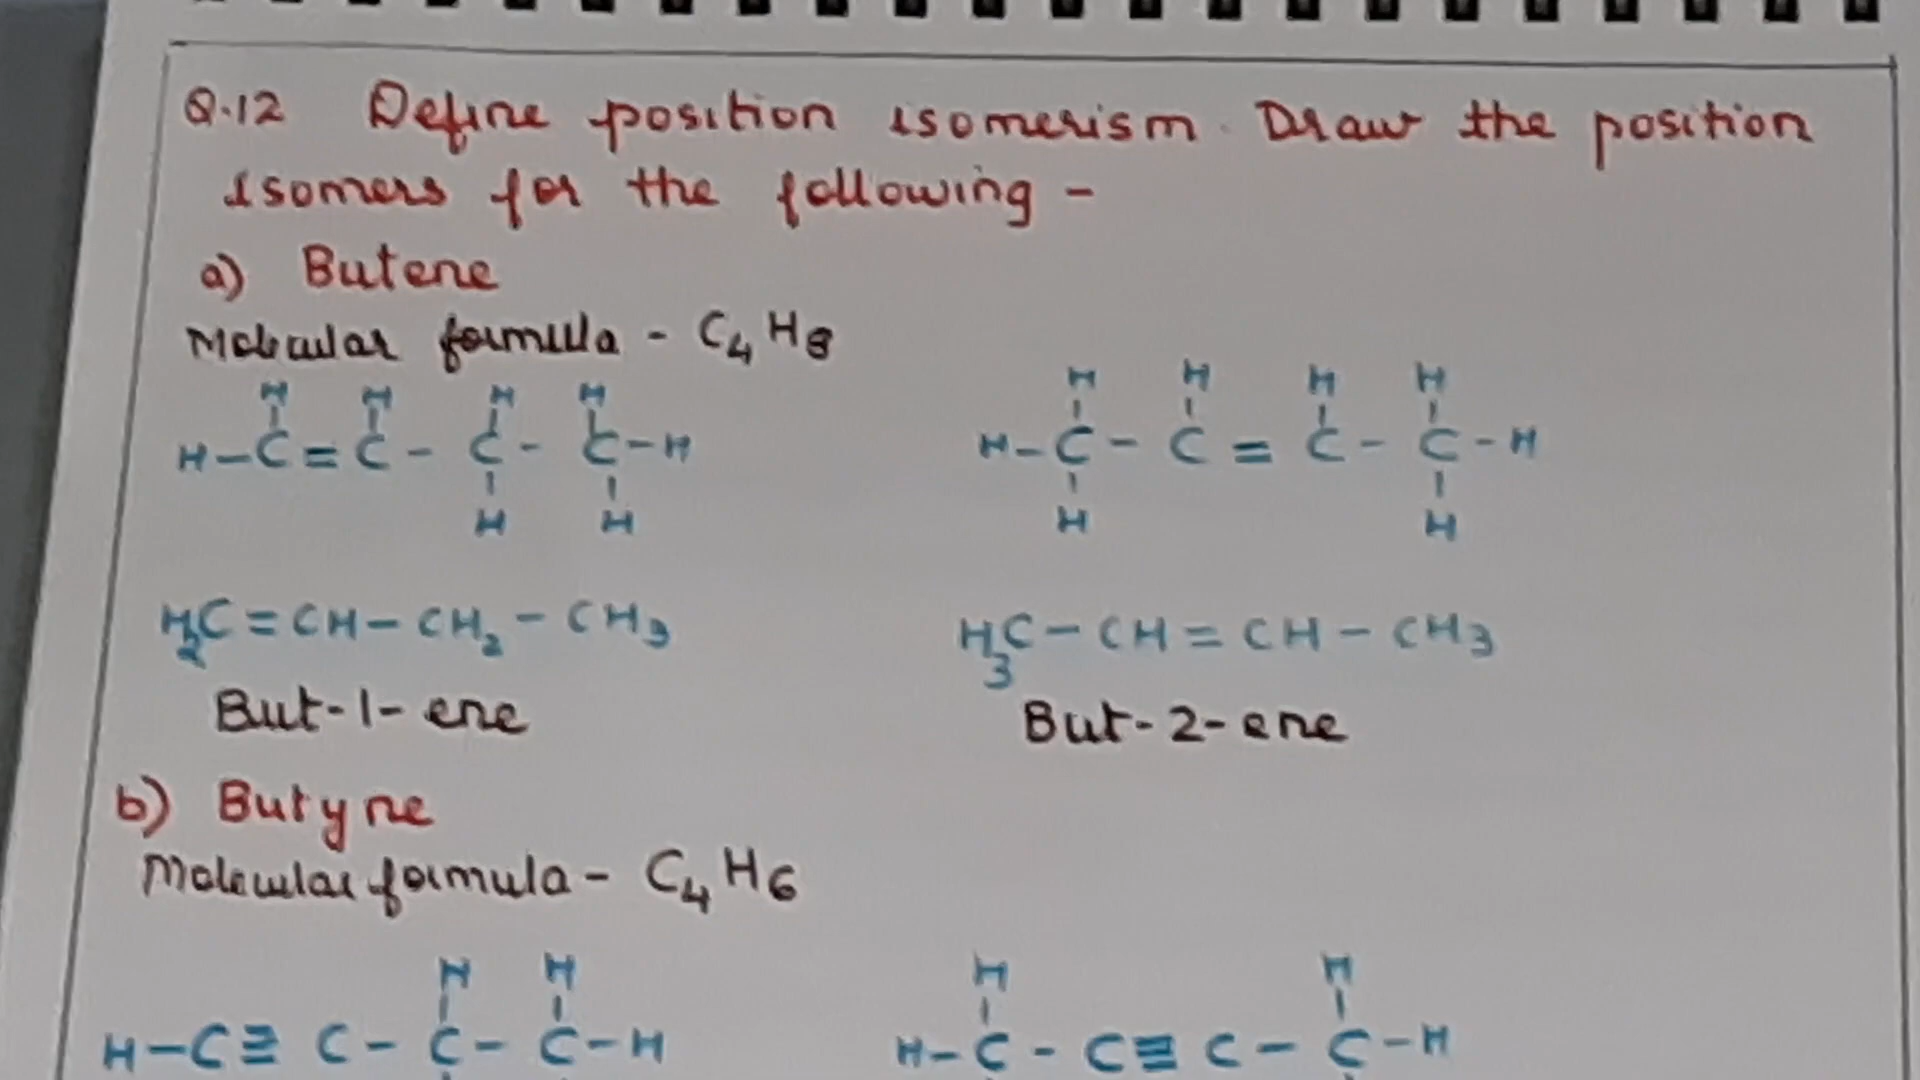 Q.12 Define position isomerism. Draw the position
isomers for the following -
a) Butene
Molecular formula - C₄H₈
H H H H
H-C=C-C-C-H
H H
H H H H
H-C-C=C-C-H
H H
H₂C=CH-CH₂-CH₃
H₃C-CH=CH-CH₃
But-1-ene
But-2-ene
b) Butyne
Molecular formula - C₄H₆
H H
H-C≡C-C-C-H
H H
H-C-C≡C-C-H